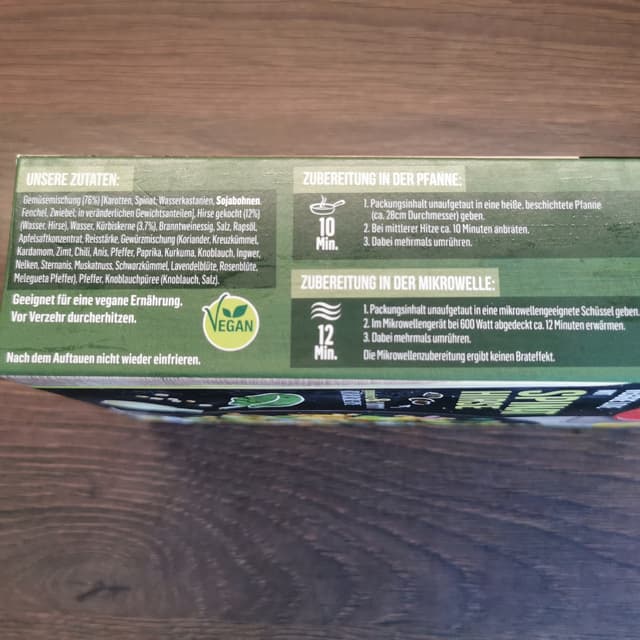 UNSERE ZUTATEN:
Gemüsemischung (76%) [Karotten, Spinat, Wasserkastanien, Sojabohnen,
Fenchel, Zwiebel, in veränderlichen Gewichtsanteilen], Hirse gekocht (12%)
(Wasser, Hirse), Wasser, Kürbiskerne (3,7%), Branntweinessig, Salz, Rapsöl,
Apfelsaftkonzentrat, Reisstärke, Gewürzmischung (Koriander, Kreuzkümmel,
Kardamom, Zimt, Chili, Anis, Pfeffer, Paprika, Kurkuma, Knoblauch, Ingwer,
Nelken, Sternanis, Muskatnuss, Schwarzkümmel, Lavendelblüte, Rosenblüte,
Melegueta Pfeffer), Pfeffer, Knoblauchpüree (Knoblauch, Salz).
Geeignet für eine vegane Ernährung.
Vor Verzehr durcherhitzen.
VEGAN
Nach dem Auftauen nicht wieder einfrieren.
ZUBEREITUNG IN DER PFANNE:
10
Min.
1. Packungsinhalt unaufgetaut in eine heiße, beschichtete Pfanne
(ca. 28cm Durchmesser) geben.
2. Bei mittlerer Hitze ca. 10 Minuten anbraten.
3. Dabei mehrmals umrühren.
ZUBEREITUNG IN DER MIKROWELLE:
12
Min.
1. Packungsinhalt unaufgetaut in eine mikrowellengeeignete Schüssel geben.
2. Im Mikrowellengerät bei 600 Watt abgedeckt ca. 12 Minuten erwärmen.
3. Dabei mehrmals umrühren.
Die Mikrowellenzubereitung ergibt keinen Brateffekt.
SPINAT
HIRSE